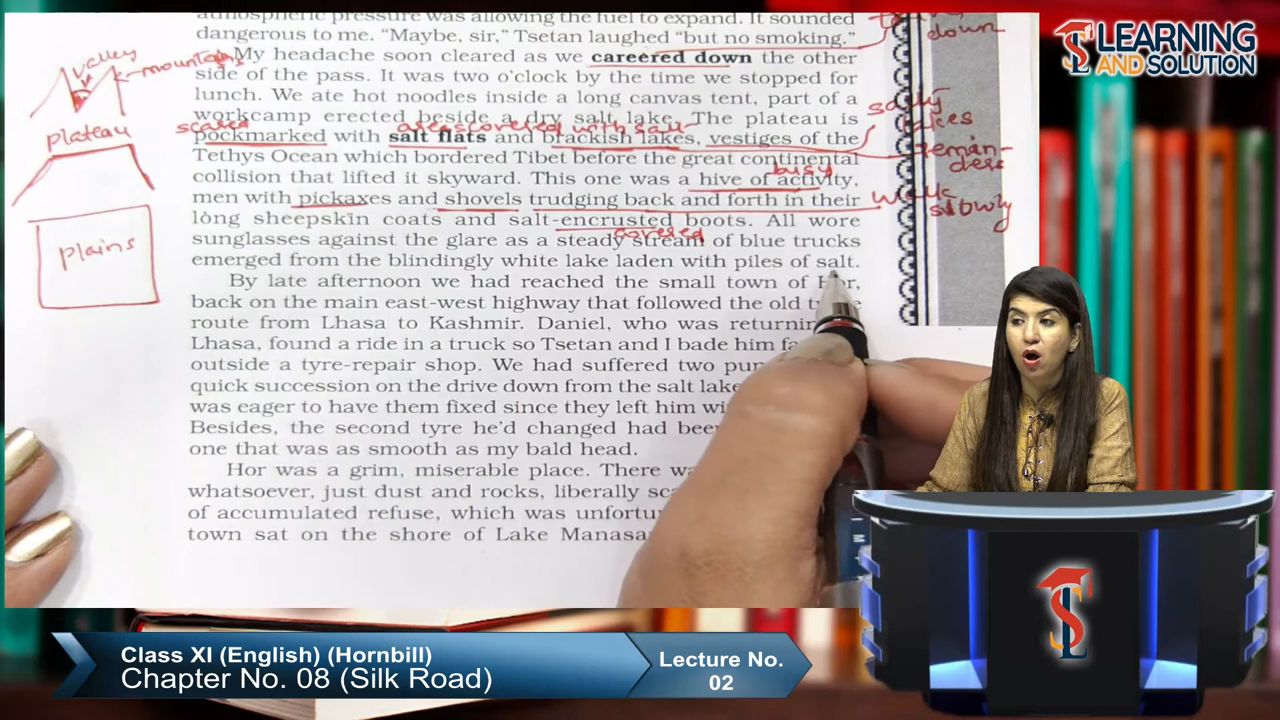 atmospheric pressure was allowing the fuel to expand. It sounded
dangerous to me. “Maybe, sir,” Tsetan laughed “but no smoking.”
My headache soon cleared as we careered down the other
side of the pass. It was two o’clock by the time we stopped for
lunch. We ate hot noodles inside a long canvas tent, part of a
workcamp erected beside a dry salt lake. The plateau is
pockmarked with salt flats and brackish lakes, vestiges of the
Tethys Ocean which bordered Tibet before the great continental
collision that lifted it skyward. This one was a hive of activity,
men with pickaxes and shovels trudging back and forth in their
long sheepskin coats and salt-encrusted boots. All wore
sunglasses against the glare as a steady stream of blue trucks
emerged from the blindingly white lake laden with piles of salt.
By late afternoon we had reached the small town of
back on the main east-west highway that followed the old
route from Lhasa to Kashmir. Daniel, who was
Lhasa, found a ride in a truck so Tsetan and I bade him
outside a tyre-repair shop. We had suffered two
quick succession on the drive down from the salt lake
was eager to have them fixed since they left him
Besides, the second tyre he’d changed had
one that was as smooth as my bald head.
Hor was a grim, miserable place. There
whatsoever, just dust and rocks, liberally
of accumulated refuse, which was
town sat on the shore of Lake
valley
mountains
plateau
plains
scared
areas covered with salt
busy
covered
down
salty
lakes
walk
slowly
LEARNING
AND SOLUTION
Class XI (English) (Hornbill)
Chapter No. 08 (Silk Road)
Lecture No.
02